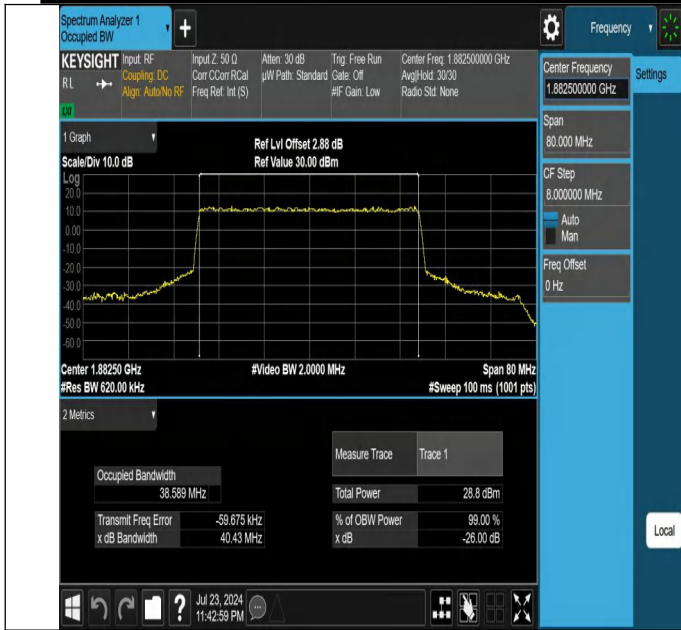 Spectrum Analyzer 1
Occupied BW
+
Frequency
KEYSIGHT
RL
LXI
Input: RF
Coupling: DC
Align: Auto/No RF
Input Z: 50 Ω
Corr CCorr RCal
Freq Ref: Int (S)
Atten: 30 dB
µW Path: Standard
Trig: Free Run
Gate: Off
#IF Gain: Low
Center Freq: 1.882500000 GHz
Avg|Hold: 30/30
Radio Std: None
Center Frequency
1.882500000 GHz
Settings
Span
80.000 MHz
CF Step
8.000000 MHz
Auto
Man
Freq Offset
0 Hz
Local
1 Graph
Scale/Div 10.0 dB
Ref Lvl Offset 2.88 dB
Ref Value 30.00 dBm
Log
20.0
10.0
0.00
-10.0
-20.0
-30.0
-40.0
-50.0
-60.0
Center 1.88250 GHz
#Video BW 2.0000 MHz
Span 80 MHz
#Res BW 620.00 kHz
#Sweep 100 ms (1001 pts)
2 Metrics
Measure Trace Trace 1
Occupied Bandwidth
38.589 MHz
Total Power 28.8 dBm
Transmit Freq Error -59.675 kHz
% of OBW Power 99.00 %
x dB Bandwidth 40.43 MHz
x dB -26.00 dB
?
Jul 23, 2024
11:42:59 PM